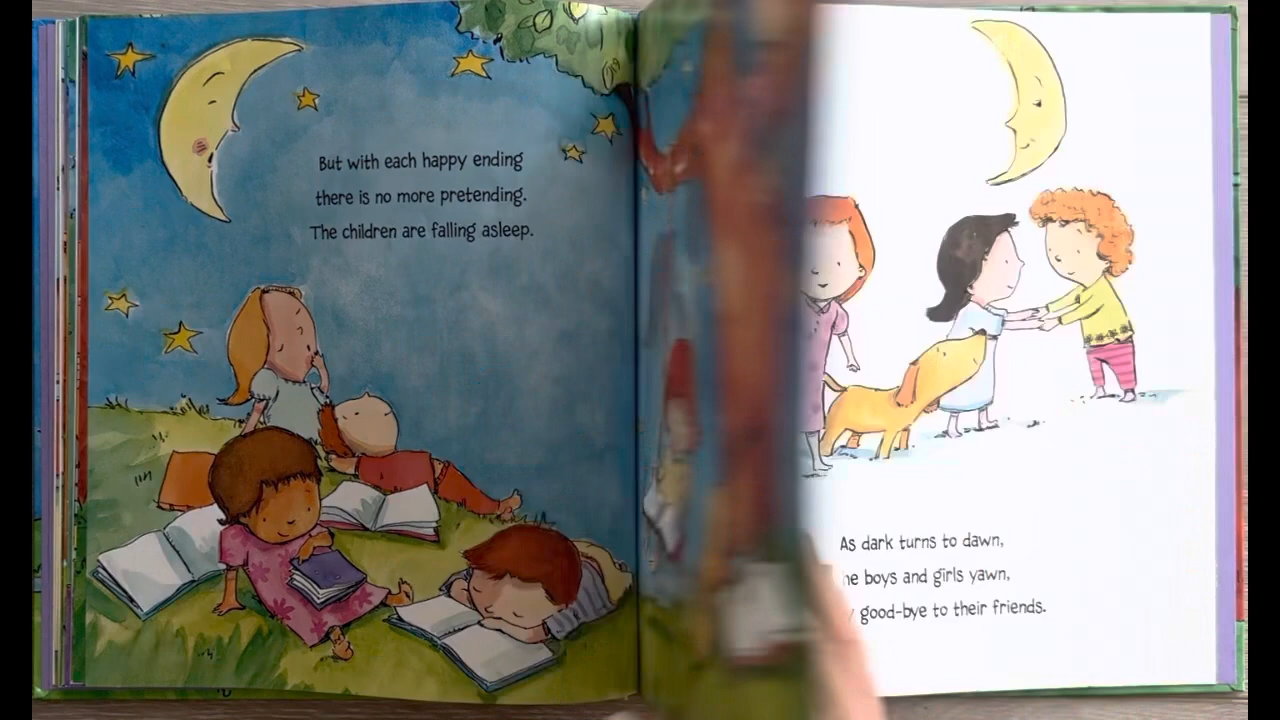 But with each happy ending
there is no more pretending.
The children are falling asleep.
As dark turns to dawn,
boys and girls yawn,
good-bye to their friends.